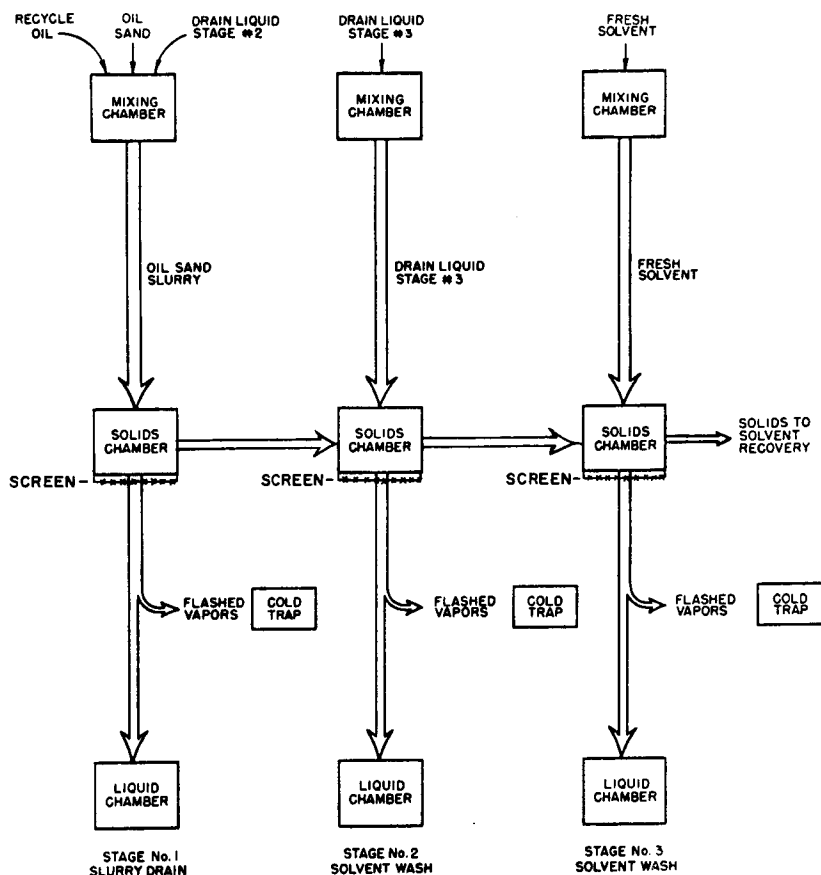 RECYCLE
OIL
OIL
SAND
DRAIN LIQUID
STAGE #2
DRAIN LIQUID
STAGE #3
FRESH
SOLVENT
MIXING
CHAMBER
MIXING
CHAMBER
MIXING
CHAMBER
OIL SAND
SLURRY
DRAIN LIQUID
STAGE #3
FRESH
SOLVENT
SOLIDS
CHAMBER
SOLIDS
CHAMBER
SOLIDS
CHAMBER
SOLIDS TO
SOLVENT
RECOVERY
SCREEN-
SCREEN-
SCREEN-
FLASHED
VAPORS
COLD
TRAP
FLASHED
VAPORS
COLD
TRAP
FLASHED
VAPORS
COLD
TRAP
LIQUID
CHAMBER
LIQUID
CHAMBER
LIQUID
CHAMBER
STAGE No. 1
SLURRY DRAIN
STAGE No. 2
SOLVENT WASH
STAGE No. 3
SOLVENT WASH